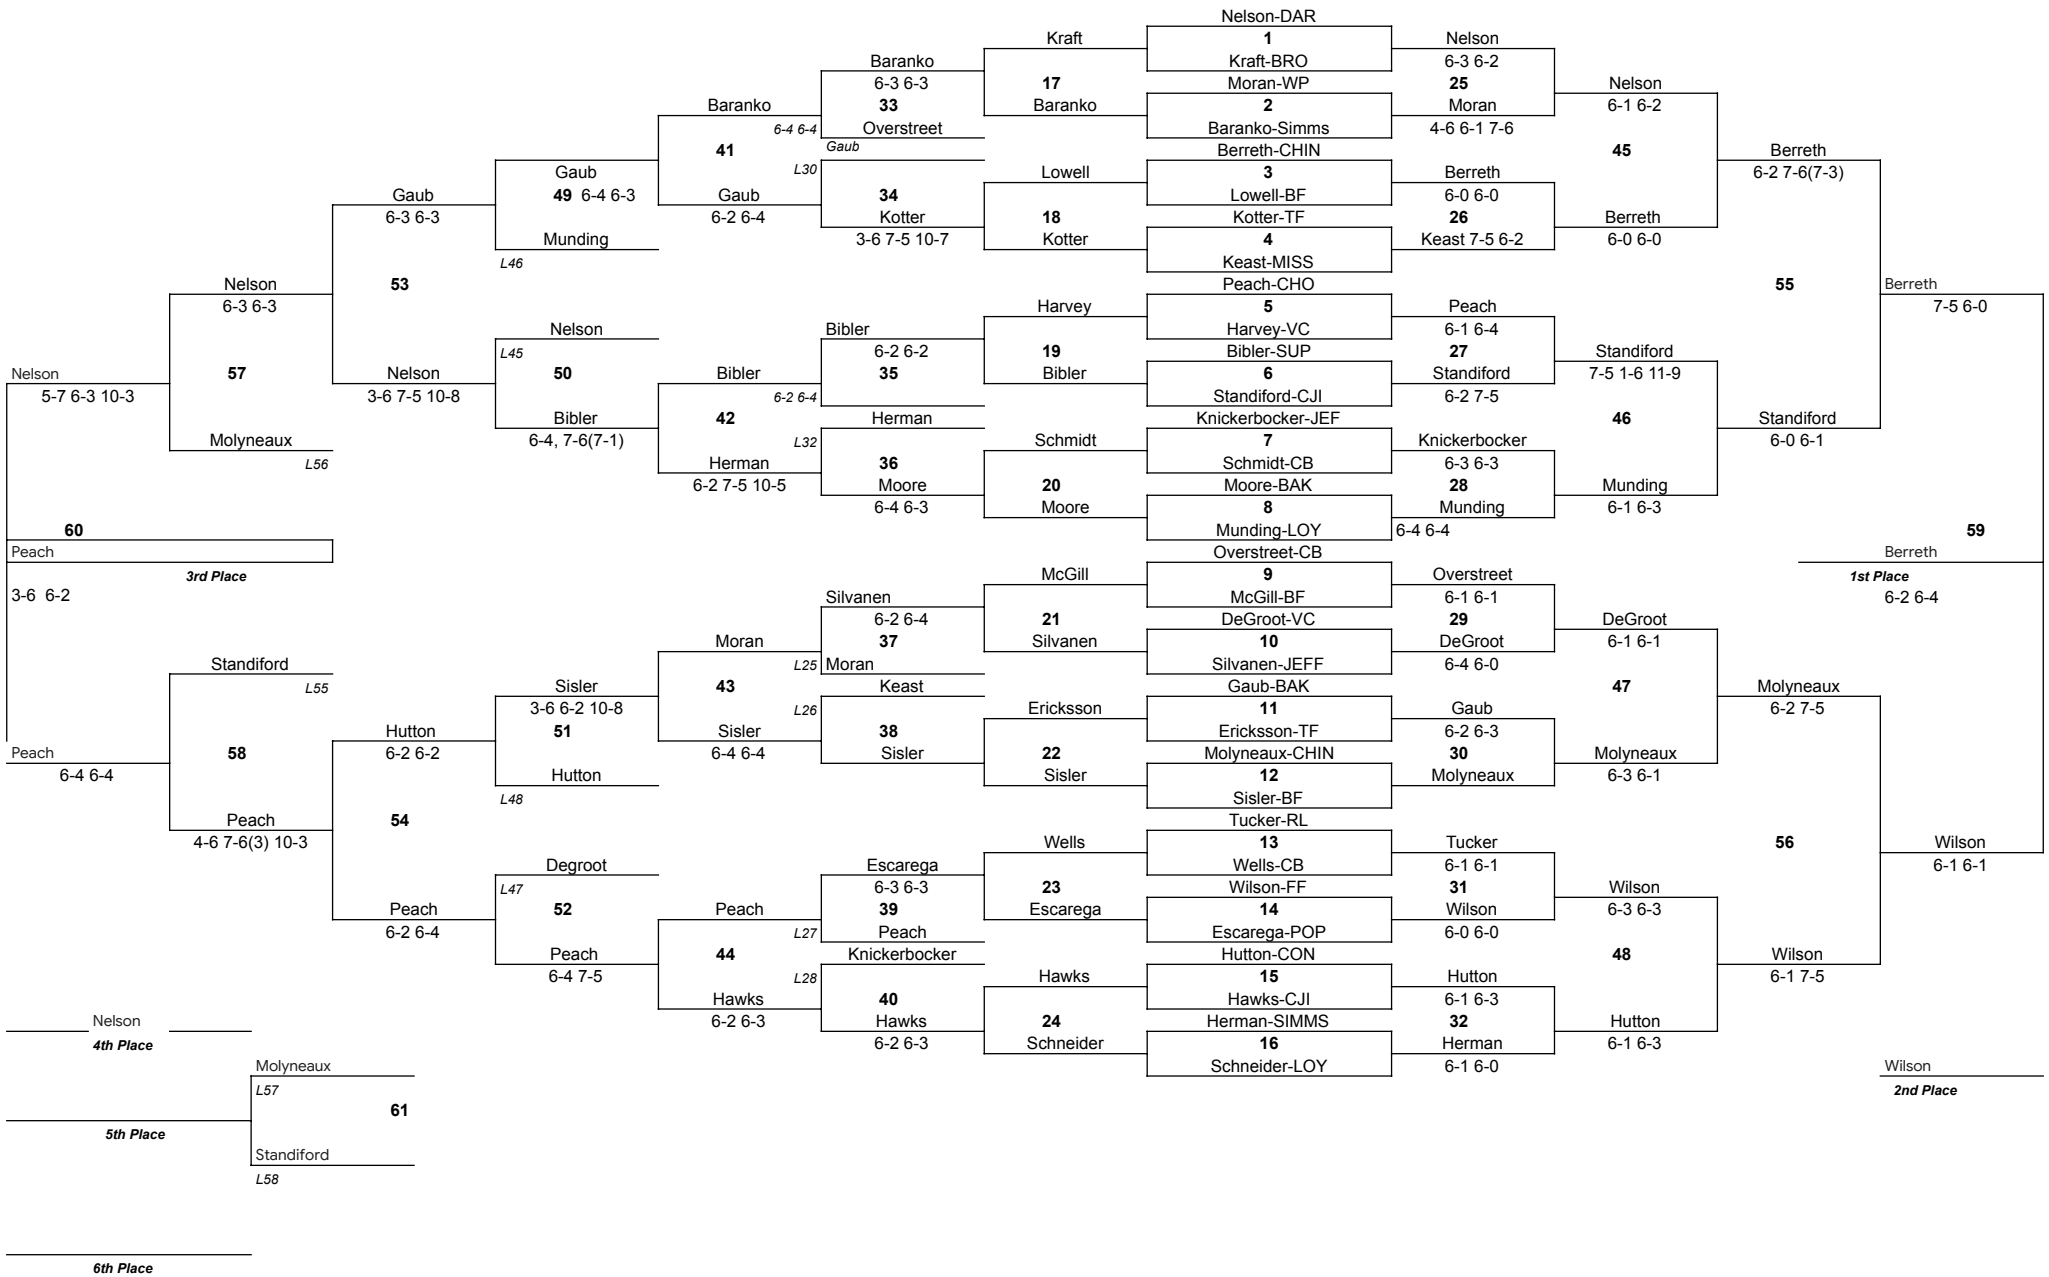 Nelson-DAR
Kraft 1 Nelson
Baranko Kraft-BRO 6-3 6-2
6-3 6-3 17 Moran-WP 25 Nelson
Baranko 33 Baranko 2 Moran 6-1 6-2
6-4 6-4 Overstreet Baranko-Simms 4-6 6-1 7-6
41 Gaub Berreth-CHIN 45 Berreth
Gaub L30 Lowell 3 Berreth 6-2 7-6(7-3)
Gaub 49 6-4 6-3 Gaub 34 Lowell-BF 6-0 6-0
6-3 6-3 6-2 6-4 Kotter 18 Kotter-TF 26 Berreth
Munding 3-6 7-5 10-7 Kotter 4 Keast 7-5 6-2 6-0 6-0
L46 Keast-MISS
Nelson 53 Peach-CHO 55 Berreth
6-3 6-3 Harvey 5 Peach 7-5 6-0
Nelson Bibler Harvey-VC 6-1 6-4
L45 6-2 6-2 19 Bibler-SUP 27 Standiford
Nelson 57 Nelson 50 Bibler 35 Bibler 6 Standiford 7-5 1-6 11-9
5-7 6-3 10-3 3-6 7-5 10-8 6-2 6-4 Standiford-CJI 6-2 7-5
Bibler 42 Herman Knickerbocker-JEF 46 Standiford
Molyneaux 6-4, 7-6(7-1) L32 Schmidt 7 Knickerbocker 6-0 6-1
L56 Herman 36 Schmidt-CB 6-3 6-3
6-2 7-5 10-5 Moore 20 Moore-BAK 28 Munding
6-4 6-3 Moore 8 Munding 6-1 6-3
60 Munding-LOY 6-4 6-4 59
Peach Overstreet-CB Berreth
3rd Place McGill 9 Overstreet 1st Place
3-6 6-2 Silvanen McGill-BF 6-1 6-1 6-2 6-4
6-2 6-4 21 DeGroot-VC 29 DeGroot
Moran 37 Silvanen 10 DeGroot 6-1 6-1
Standiford L25 Moran Silvanen-JEFF 6-4 6-0
L55 Sisler 43 Keast Gaub-BAK 47 Molyneaux
3-6 6-2 10-8 L26 Ericksson 11 Gaub 6-2 7-5
Hutton 51 Sisler 38 Ericksson-TF 6-2 6-3
Peach 58 6-2 6-2 6-4 6-4 Sisler 22 Molyneaux-CHIN 30 Molyneaux
6-4 6-4 Hutton Sisler 12 Molyneaux 6-3 6-1
L48 Sisler-BF
Peach 54 Tucker-RL
4-6 7-6(3) 10-3 Wells 13 Tucker 56 Wilson
Degroot Escarega Wells-CB 6-1 6-1 6-1 6-1
L47 6-3 6-3 23 Wilson-FF 31 Wilson
Peach 52 Peach 39 Escarega 14 Wilson 6-3 6-3
6-2 6-4 L27 Peach Escarega-POP 6-0 6-0
Peach 44 Knickerbocker Hutton-CON 48 Wilson
6-4 7-5 L28 Hawks 15 Hutton 6-1 7-5
Hawks 40 Hawks-CJI 6-1 6-3
Nelson 6-2 6-3 Hawks 24 Herman-SIMMS 32 Hutton
4th Place 6-2 6-3 Schneider 16 Herman 6-1 6-3
Molyneaux Schneider-LOY 6-1 6-0 Wilson
L57 2nd Place
61
5th Place
Standiford
L58
6th Place